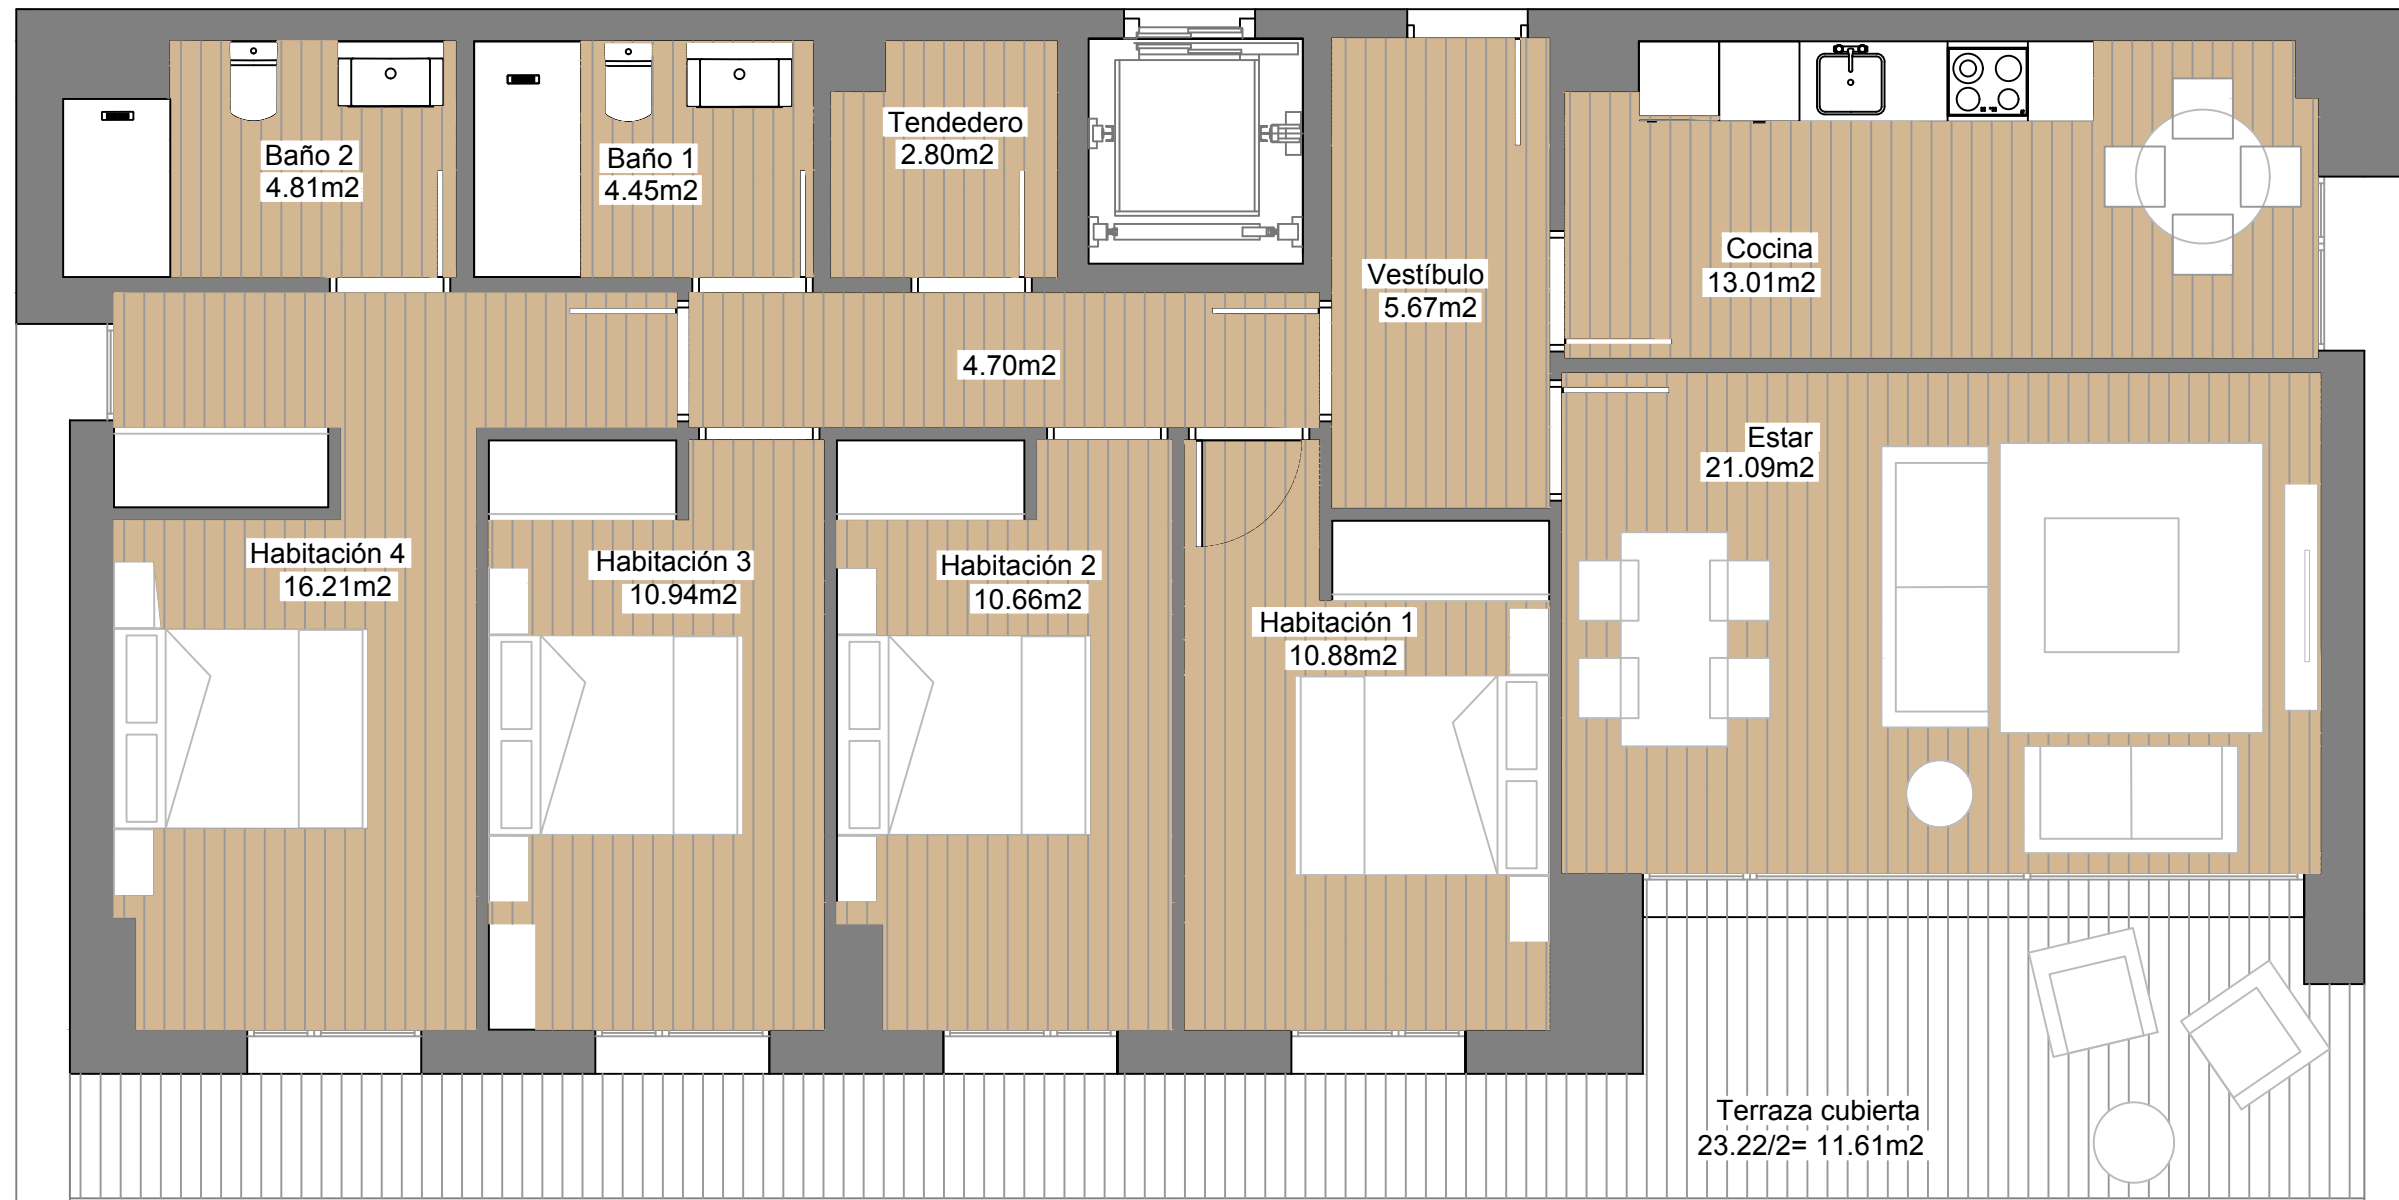 Baño 2
4.81m2
Baño 1
4.45m2
Tendedero
2.80m2
Vestíbulo
5.67m2
Cocina
13.01m2
4.70m2
Estar
21.09m2
Habitación 4
16.21m2
Habitación 3
10.94m2
Habitación 2
10.66m2
Habitación 1
10.88m2
Terraza cubierta
23.22/2= 11.61m2